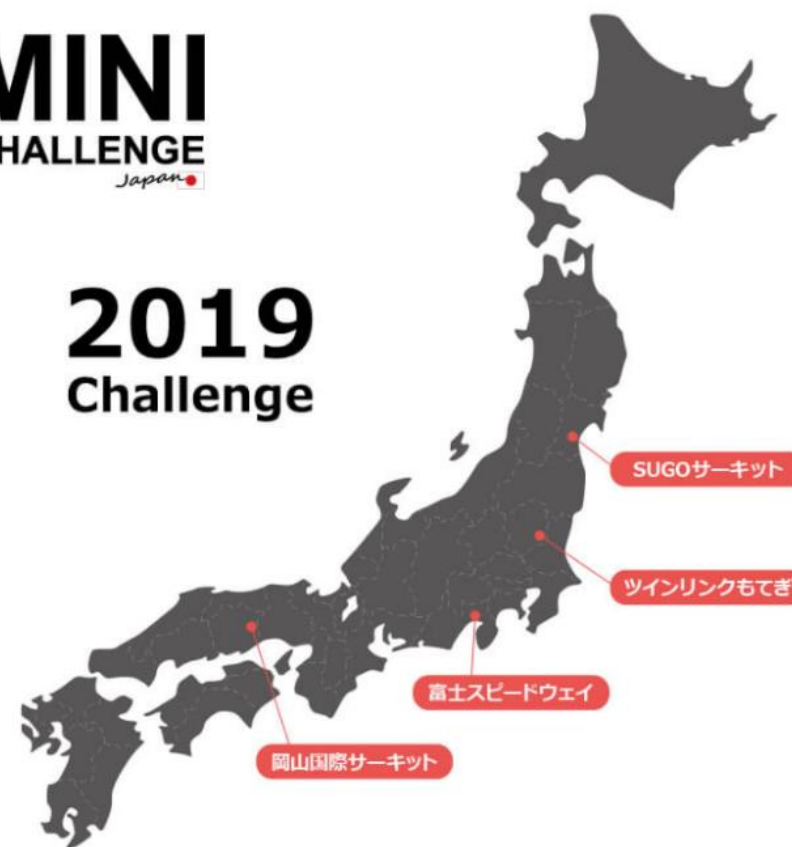 MINI
CHALLENGE
Japan
2019
Challenge
SUGOサーキット
ツインリンクもてぎ
富士スピードウェイ
岡山国際サーキット